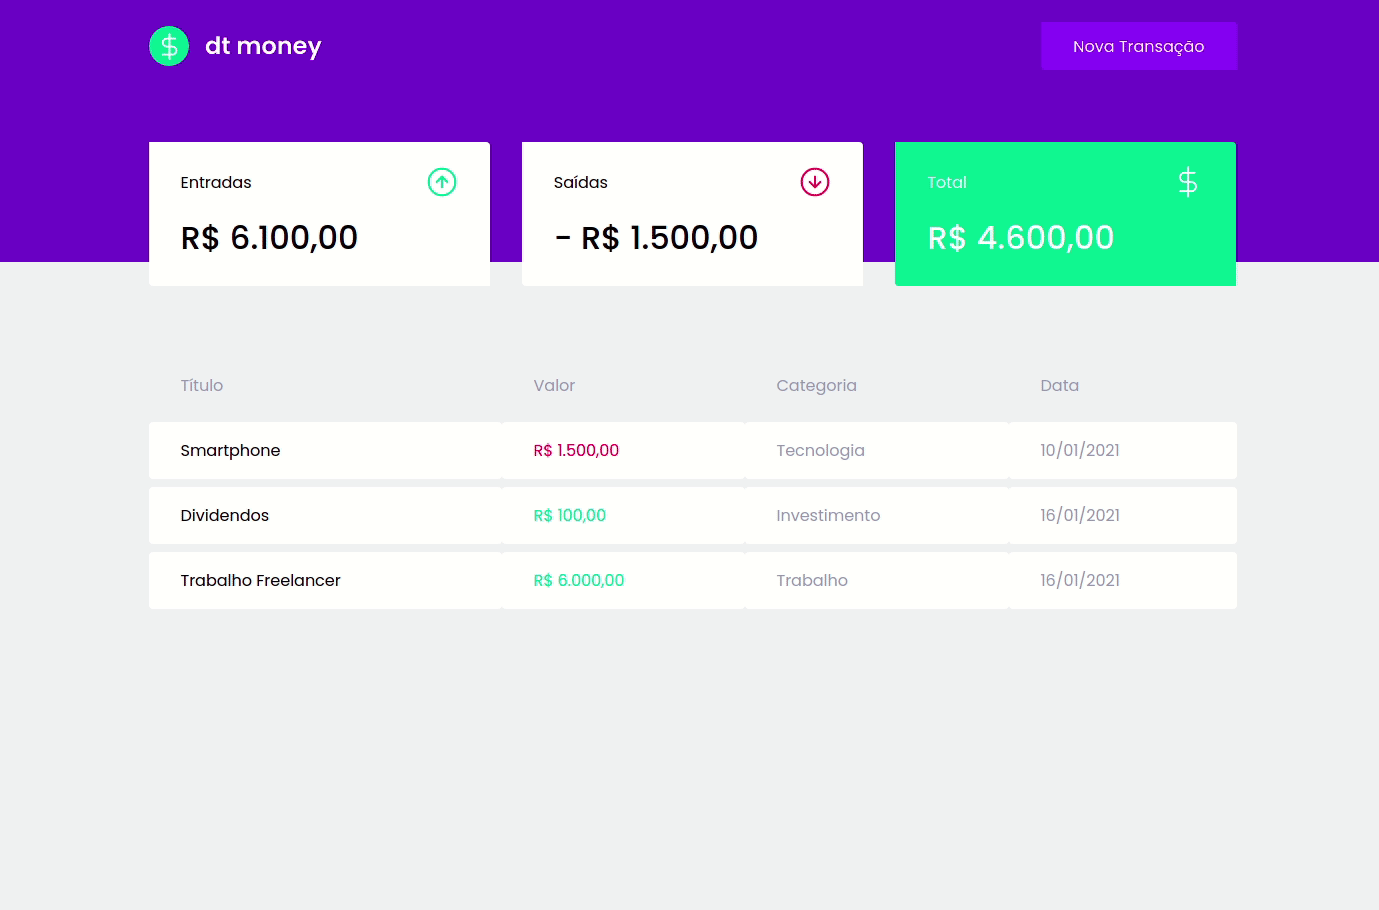 dt money
Nova Transação
Entradas
R$ 6.100,00
Saídas
- R$ 1.500,00
Total
R$ 4.600,00
Título Valor Categoria Data
Smartphone R$ 1.500,00 Tecnologia 10/01/2021
Dividendos R$ 100,00 Investimento 16/01/2021
Trabalho Freelancer R$ 6.000,00 Trabalho 16/01/2021